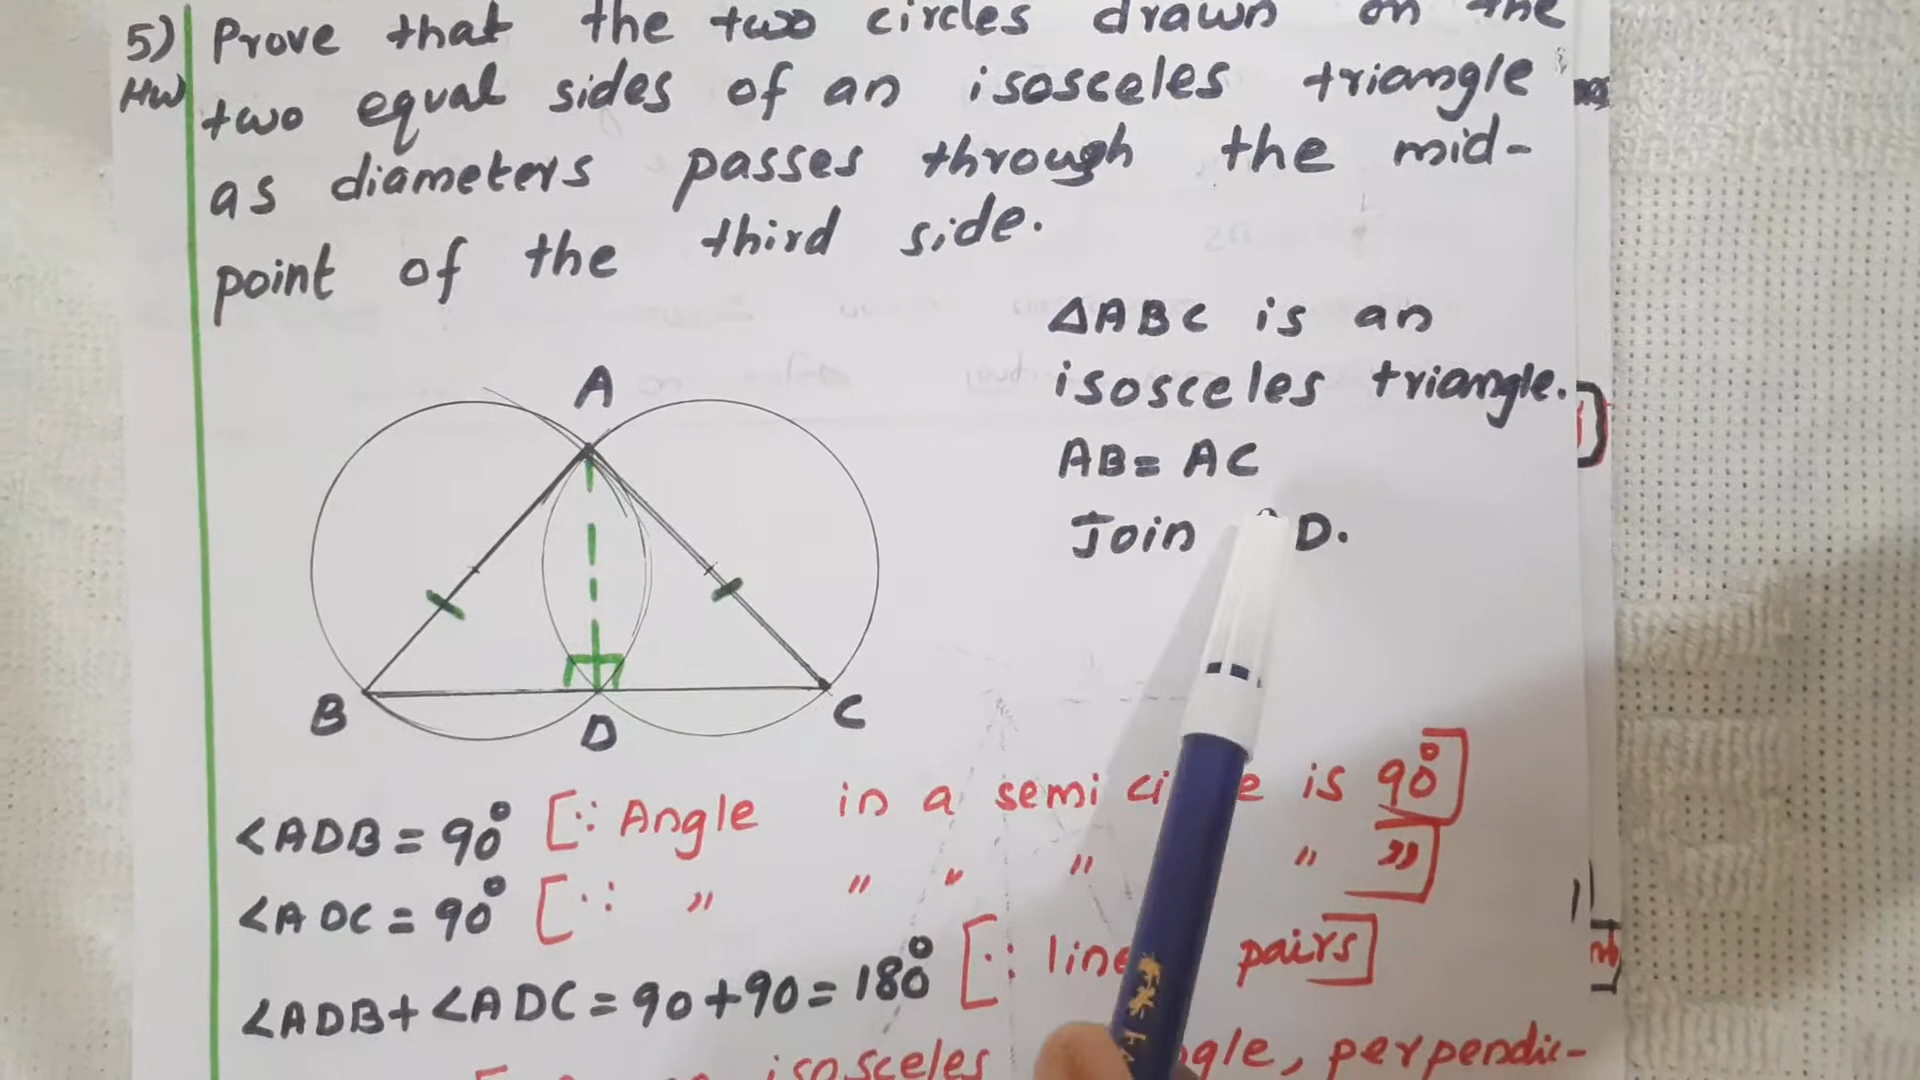 5) Prove that the two circles drawn on the
HW two equal sides of an isosceles triangle
as diameters passes through the mid-
point of the third side.
ΔABC is an
isosceles triangle.
AB = AC
Join D.
A
B
D
C
∠ADB = 90° [∵ Angle in a semi is 90°]
∠ADC = 90° [∵ " " " " " "]
∠ADB + ∠ADC = 90 + 90 = 180° [∵ pairs]
isosceles perpendic-